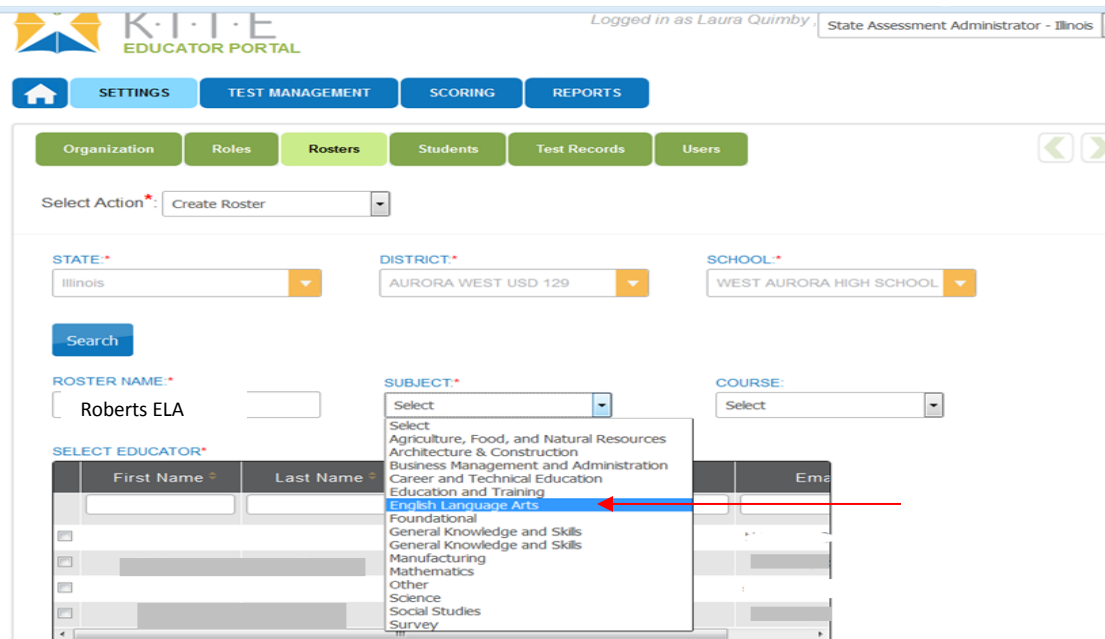 K·I·T·E
EDUCATOR PORTAL
Logged in as Laura Quimby,
State Assessment Administrator - Illinois
SETTINGS TEST MANAGEMENT SCORING REPORTS
Organization Roles Rosters Students Test Records Users
Select Action*: Create Roster
STATE:* DISTRICT:* SCHOOL:*
Illinois AURORA WEST USD 129 WEST AURORA HIGH SCHOOL
Search
ROSTER NAME:* SUBJECT:* COURSE:
Roberts ELA Select Select
Select
Agriculture, Food, and Natural Resources
Architecture & Construction
Business Management and Administration
Career and Technical Education
Education and Training
English Language Arts
Foundational
General Knowledge and Skills
General Knowledge and Skills
Manufacturing
Mathematics
Other
Science
Social Studies
Survey
SELECT EDUCATOR*
First Name Last Name Ema